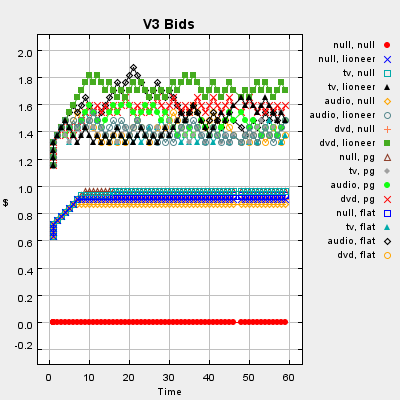 V3 Bids
2.0
1.8
1.6
1.4
1.2
1.0
0.8
0.6
0.4
0.2
0.0
-0.2
$
0 10 20 30 40 50 60
Time
null, null
null, lioneer
tv, null
tv, lioneer
audio, null
audio, lioneer
dvd, null
dvd, lioneer
null, pg
tv, pg
audio, pg
dvd, pg
null, flat
tv, flat
audio, flat
dvd, flat